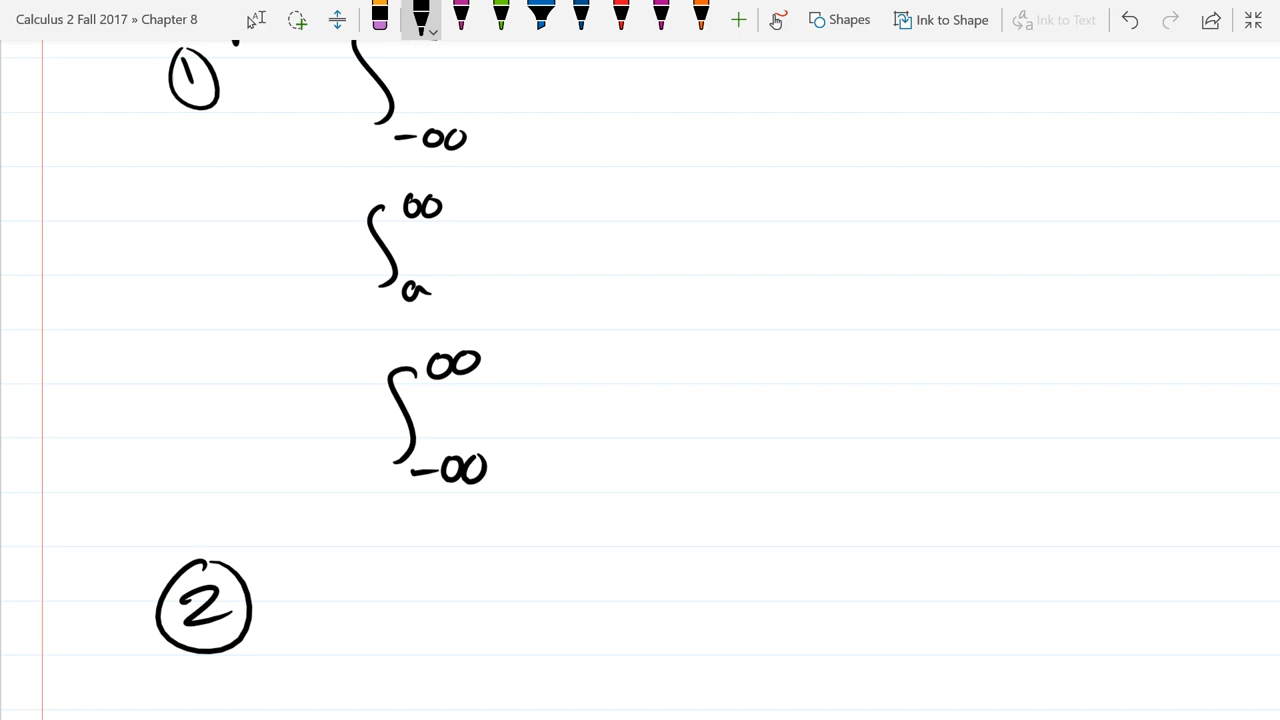 Calculus 2 Fall 2017 » Chapter 8
Shapes
Ink to Shape
Ink to Text
① ∫
-∞
∫ ∞
a
∫ ∞
-∞
②